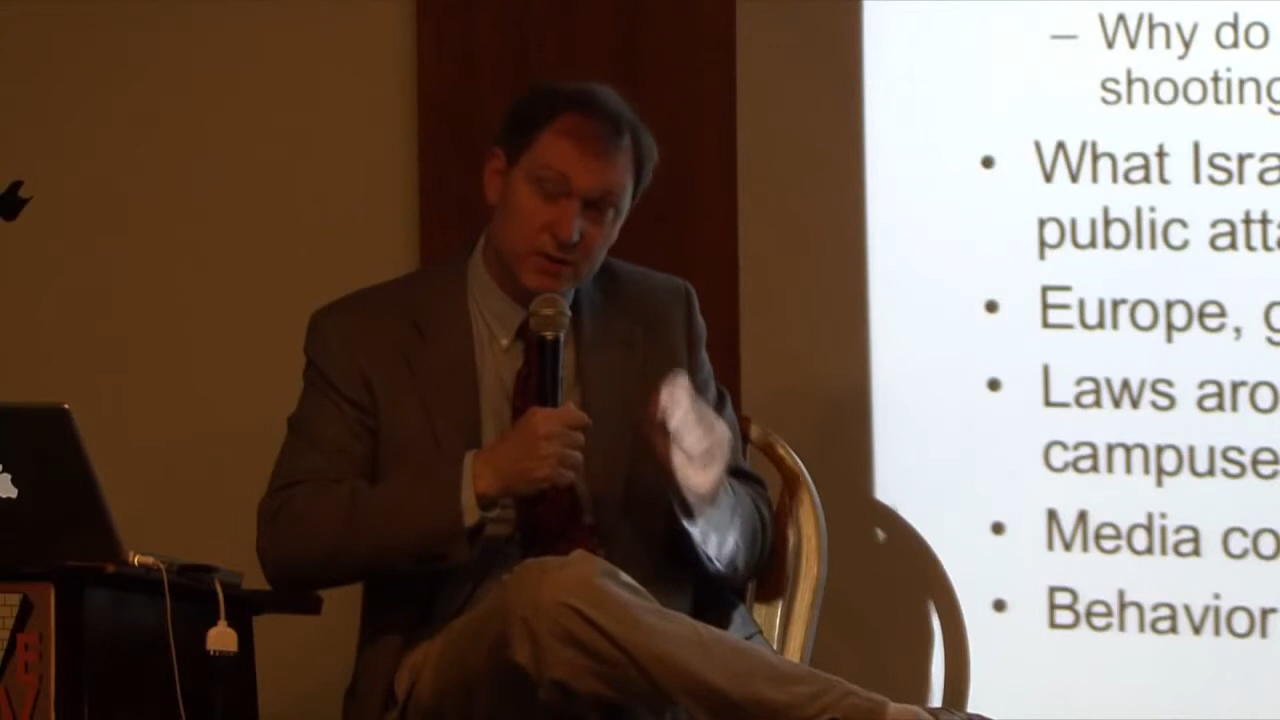 – Why do
shooting
• What Isra
public atta
• Europe, g
• Laws aro
campuse
• Media co
• Behavior